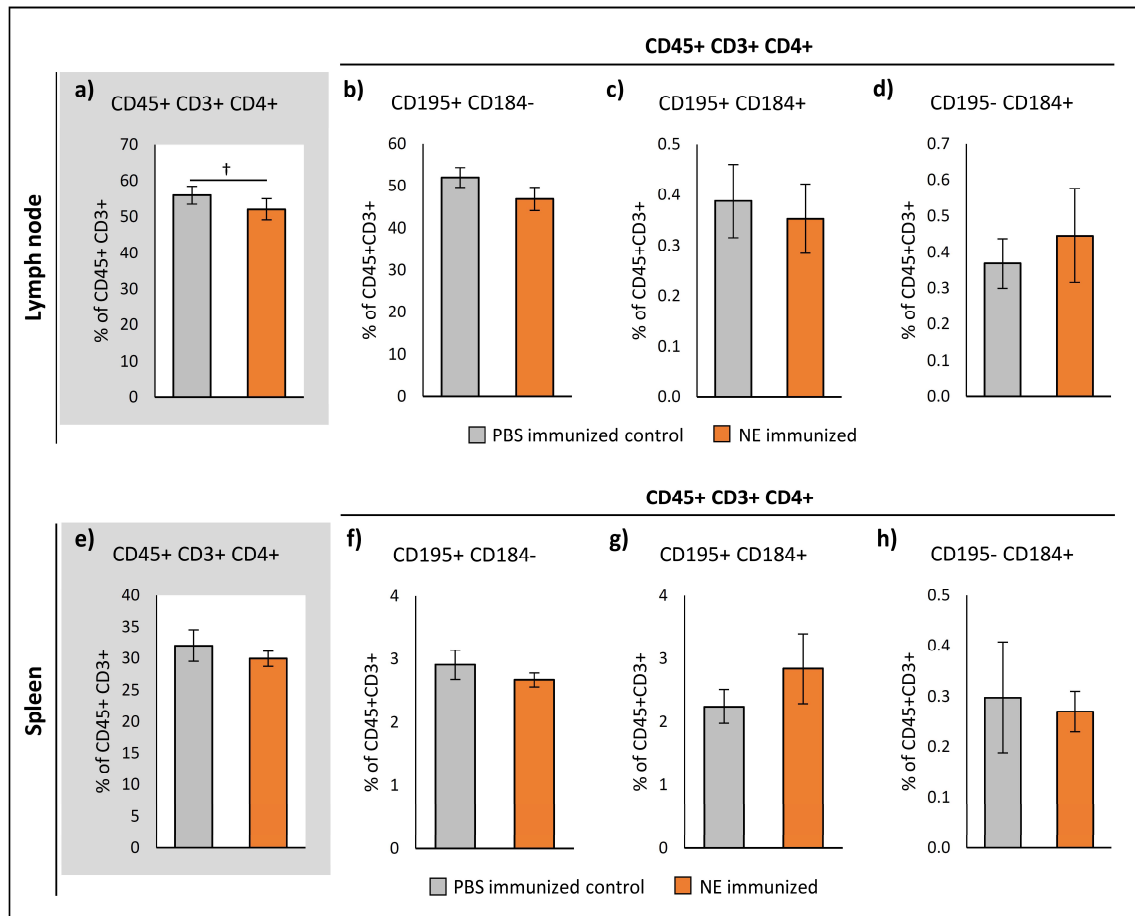 CD45+ CD3+ CD4+
Lymph node
a)
CD45+ CD3+ CD4+
% of CD45+ CD3+
70
60
50
40
30
20
10
0
†
b)
CD195+ CD184-
% of CD45+CD3+
60
50
40
30
20
10
0
c)
CD195+ CD184+
% of CD45+CD3+
0.5
0.4
0.3
0.2
0.1
0.0
d)
CD195- CD184+
% of CD45+CD3+
0.7
0.6
0.5
0.4
0.3
0.2
0.1
0.0
PBS immunized control
NE immunized
CD45+ CD3+ CD4+
Spleen
e)
CD45+ CD3+ CD4+
% of CD45+ CD3+
40
35
30
25
20
15
10
5
0
f)
CD195+ CD184-
% of CD45+CD3+
4
3
2
1
0
g)
CD195+ CD184+
% of CD45+CD3+
4
3
2
1
0
h)
CD195- CD184+
% of CD45+CD3+
0.5
0.4
0.3
0.2
0.1
0.0
PBS immunized control
NE immunized